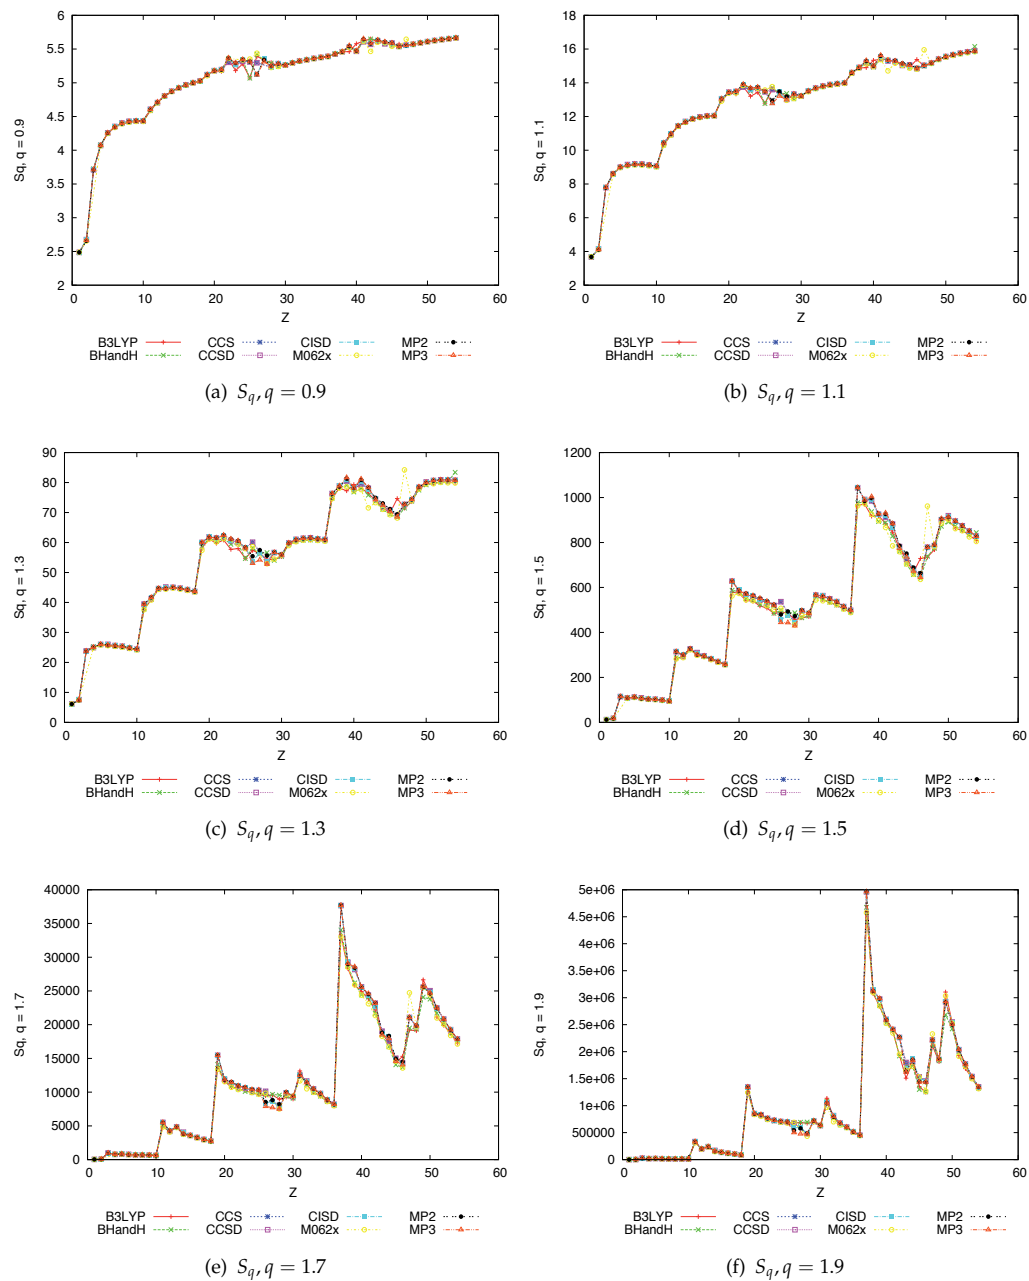 6
5.5
5
4.5
4
3.5
3
2.5
2
Sq, q = 0.9
0 10 20 30 40 50 60
Z
B3LYP CCS CISD MP2
BHandH CCSD M062x MP3
(a) S_q, q = 0.9
18
16
14
12
10
8
6
4
2
Sq, q = 1.1
0 10 20 30 40 50 60
Z
B3LYP CCS CISD MP2
BHandH CCSD M062x MP3
(b) S_q, q = 1.1
90
80
70
60
50
40
30
20
10
0
Sq, q = 1.3
0 10 20 30 40 50 60
Z
B3LYP CCS CISD MP2
BHandH CCSD M062x MP3
(c) S_q, q = 1.3
1200
1000
800
600
400
200
0
Sq, q = 1.5
0 10 20 30 40 50 60
Z
B3LYP CCS CISD MP2
BHandH CCSD M062x MP3
(d) S_q, q = 1.5
40000
35000
30000
25000
20000
15000
10000
5000
0
Sq, q = 1.7
0 10 20 30 40 50 60
Z
B3LYP CCS CISD MP2
BHandH CCSD M062x MP3
(e) S_q, q = 1.7
5e+06
4.5e+06
4e+06
3.5e+06
3e+06
2.5e+06
2e+06
1.5e+06
1e+06
500000
0
Sq, q = 1.9
0 10 20 30 40 50 60
Z
B3LYP CCS CISD MP2
BHandH CCSD M062x MP3
(f) S_q, q = 1.9